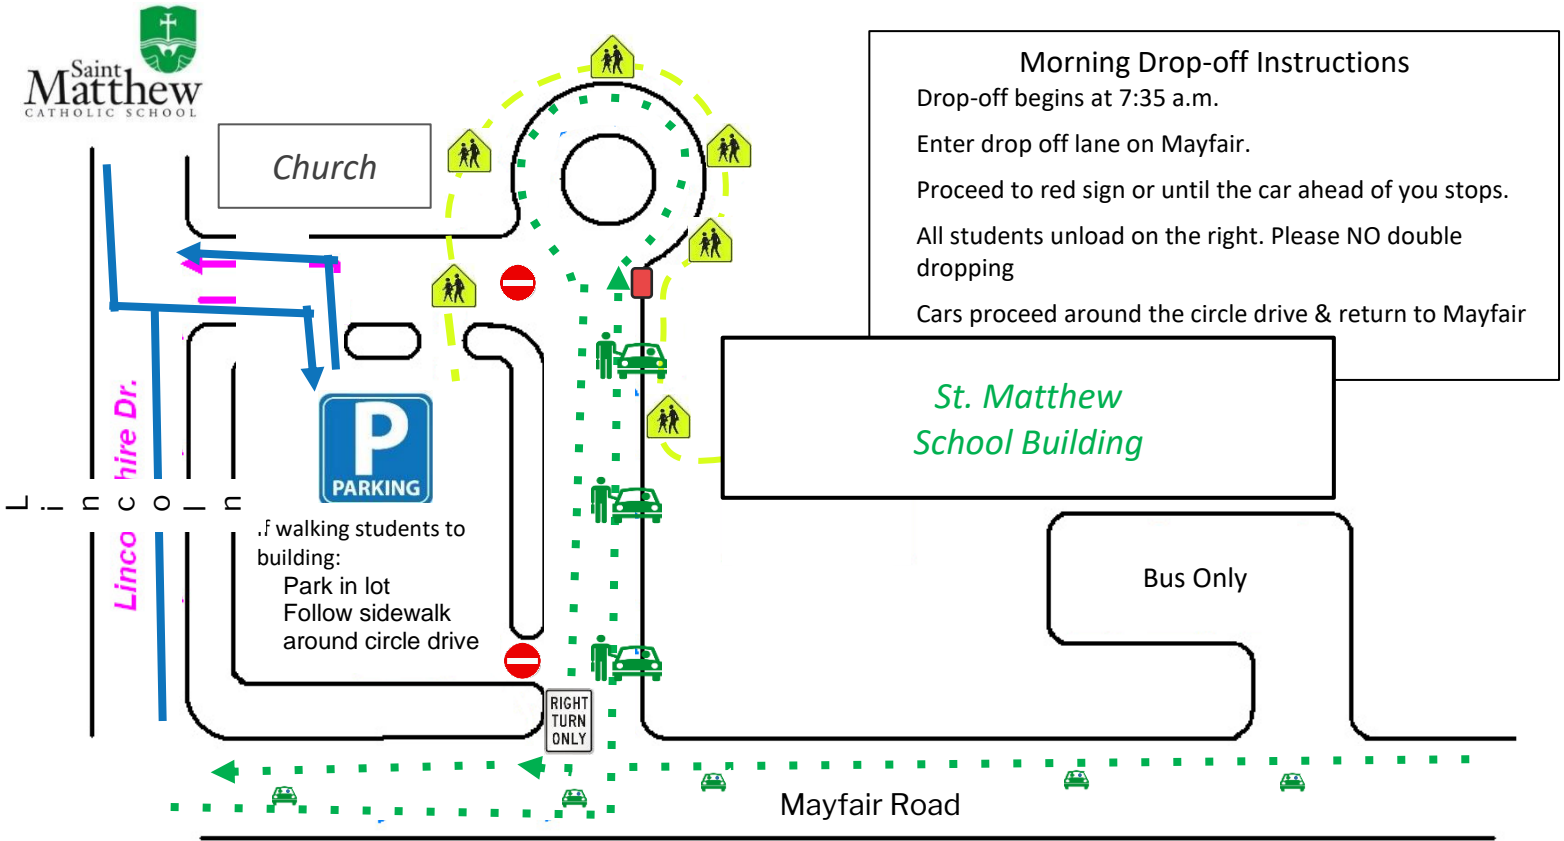 Saint
Matthew
CATHOLIC SCHOOL
Church
Morning Drop-off Instructions
Drop-off begins at 7:35 a.m.
Enter drop off lane on Mayfair.
Proceed to red sign or until the car ahead of you stops.
All students unload on the right. Please NO double
dropping
Cars proceed around the circle drive & return to Mayfair
St. Matthew
School Building
P
PARKING
If walking students to
building:
Park in lot
Follow sidewalk
around circle drive
Lincoln
Linco hire Dr.
Bus Only
RIGHT
TURN
ONLY
Mayfair Road